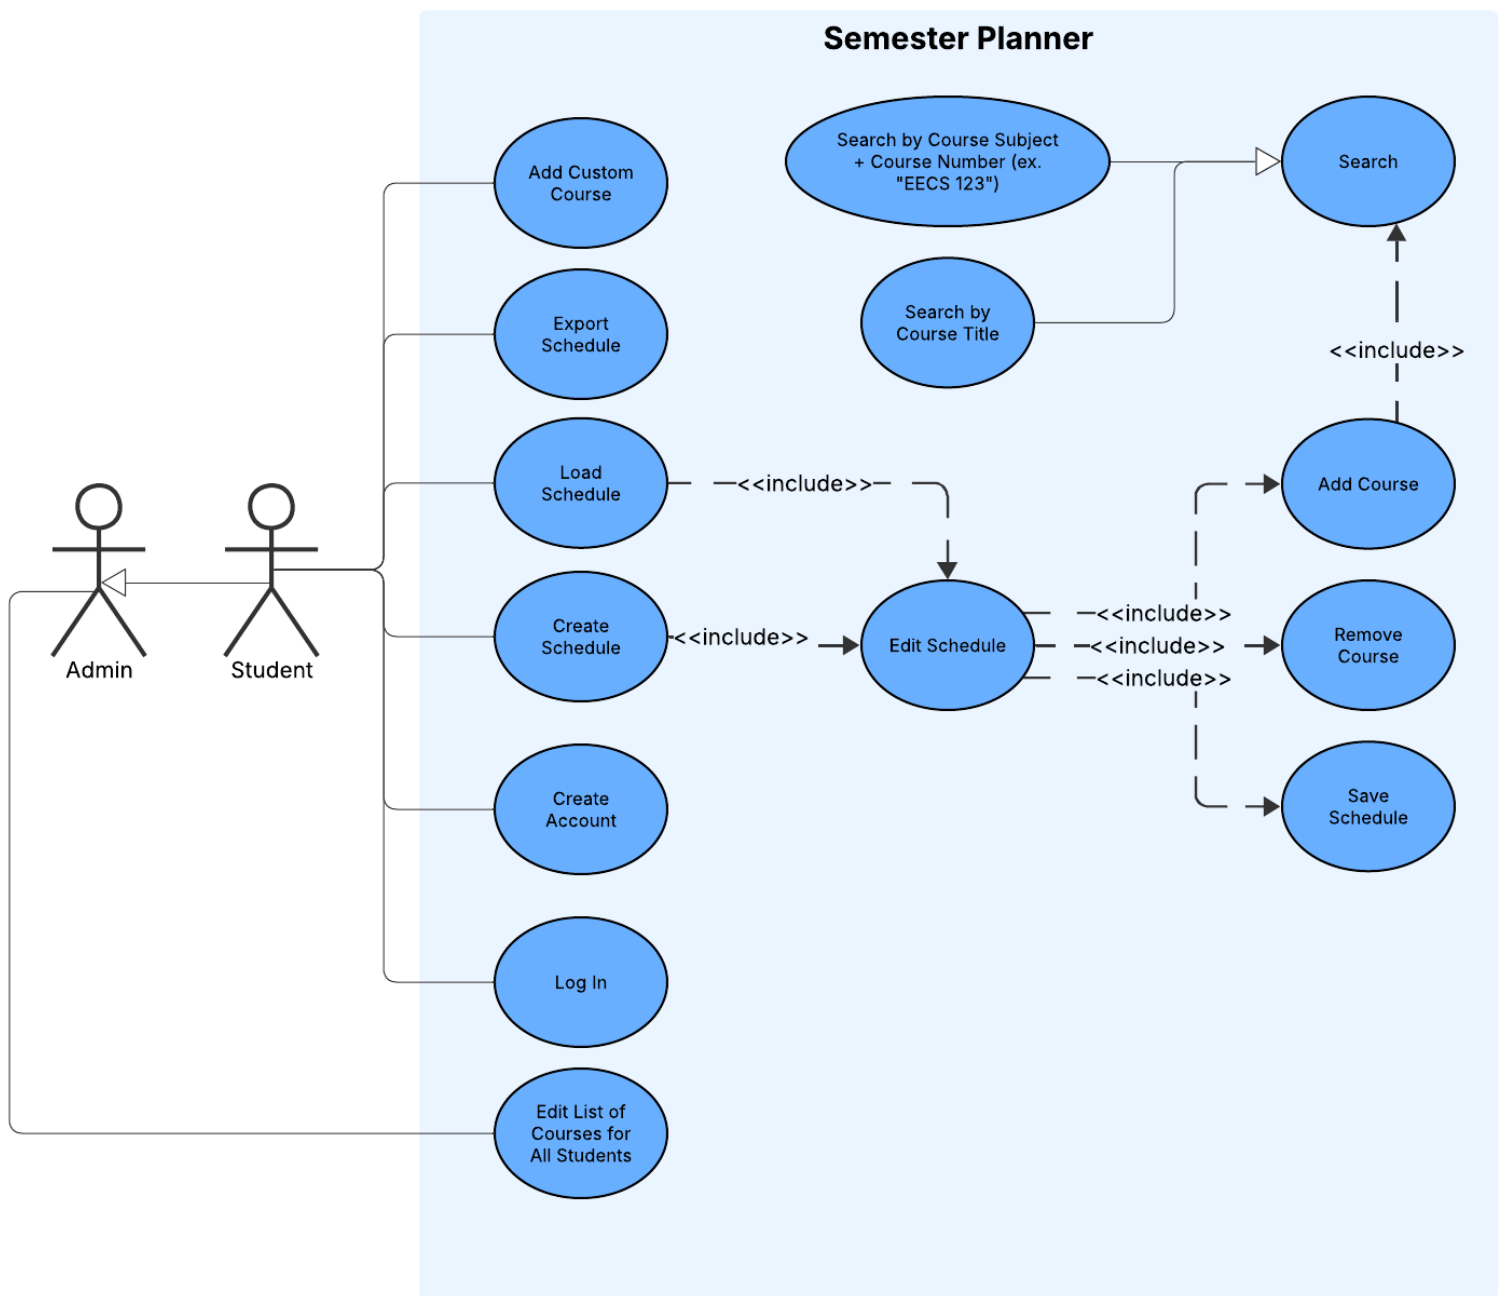 Semester Planner
Add Custom
Course
Search by Course Subject
+ Course Number (ex.
"EECS 123")
Search
Export
Schedule
Search by
Course Title
<<include>>
Load
Schedule
<<include>>
Add Course
Admin
Student
Create
Schedule
<<include>>
Edit Schedule
<<include>>
<<include>>
<<include>>
Remove
Course
Create
Account
Save
Schedule
Log In
Edit List of
Courses for
All Students